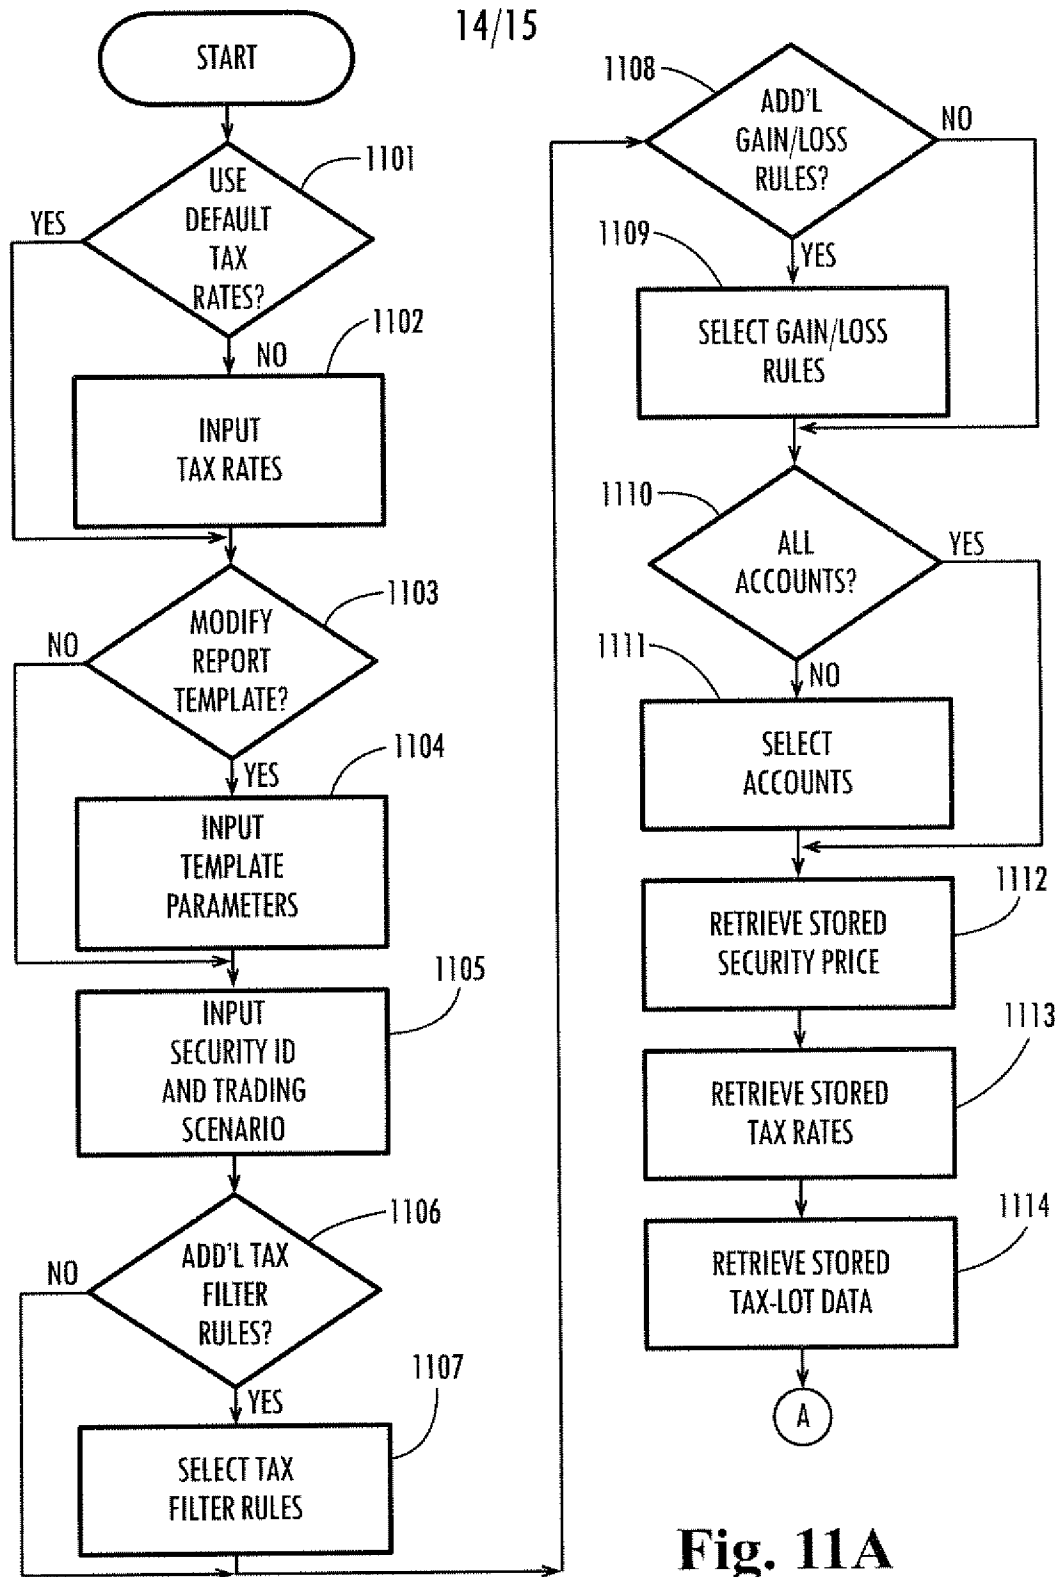 14/15
START
1101
USE
DEFAULT
TAX
RATES?
YES
NO
1102
INPUT
TAX RATES
1103
MODIFY
REPORT
TEMPLATE?
NO
YES
1104
INPUT
TEMPLATE
PARAMETERS
1105
INPUT
SECURITY ID
AND TRADING
SCENARIO
1106
ADD'L TAX
FILTER
RULES?
NO
YES
1107
SELECT TAX
FILTER RULES
1108
ADD'L
GAIN/LOSS
RULES?
NO
YES
1109
SELECT GAIN/LOSS
RULES
1110
ALL
ACCOUNTS?
YES
NO
1111
SELECT
ACCOUNTS
1112
RETRIEVE STORED
SECURITY PRICE
1113
RETRIEVE STORED
TAX RATES
1114
RETRIEVE STORED
TAX-LOT DATA
A
Fig. 11A